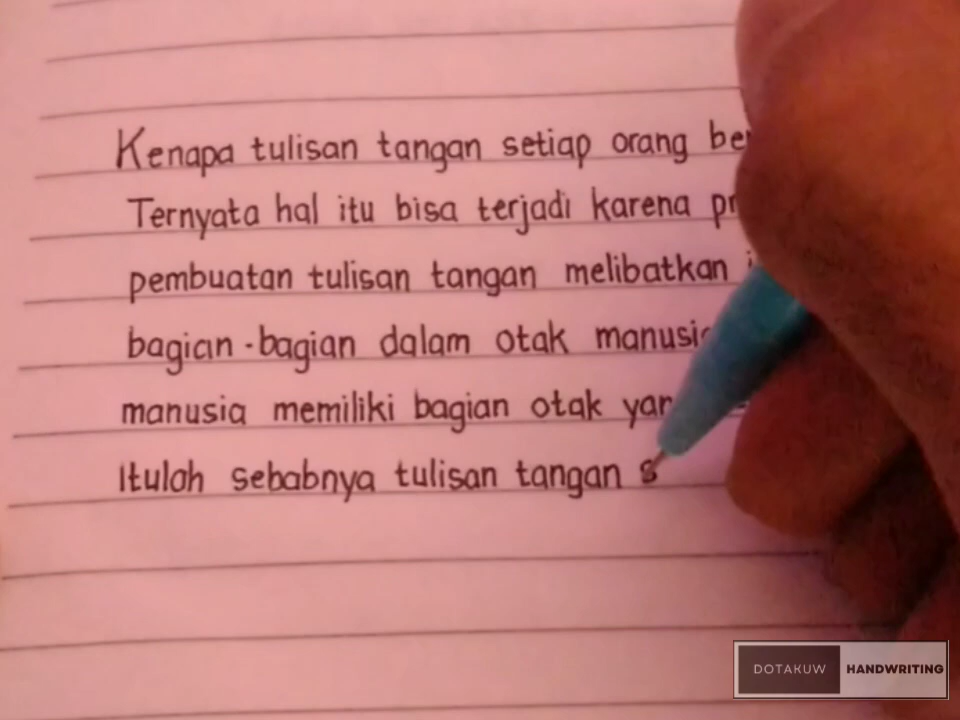 Kenapa tulisan tangan setiap orang
Ternyata hal itu bisa terjadi karena
pembuatan tulisan tangan melibatkan
bagian-bagian dalam otak
manusia memiliki bagian otak
Itulah sebabnya tulisan tangan
DOTAKUW HANDWRITING